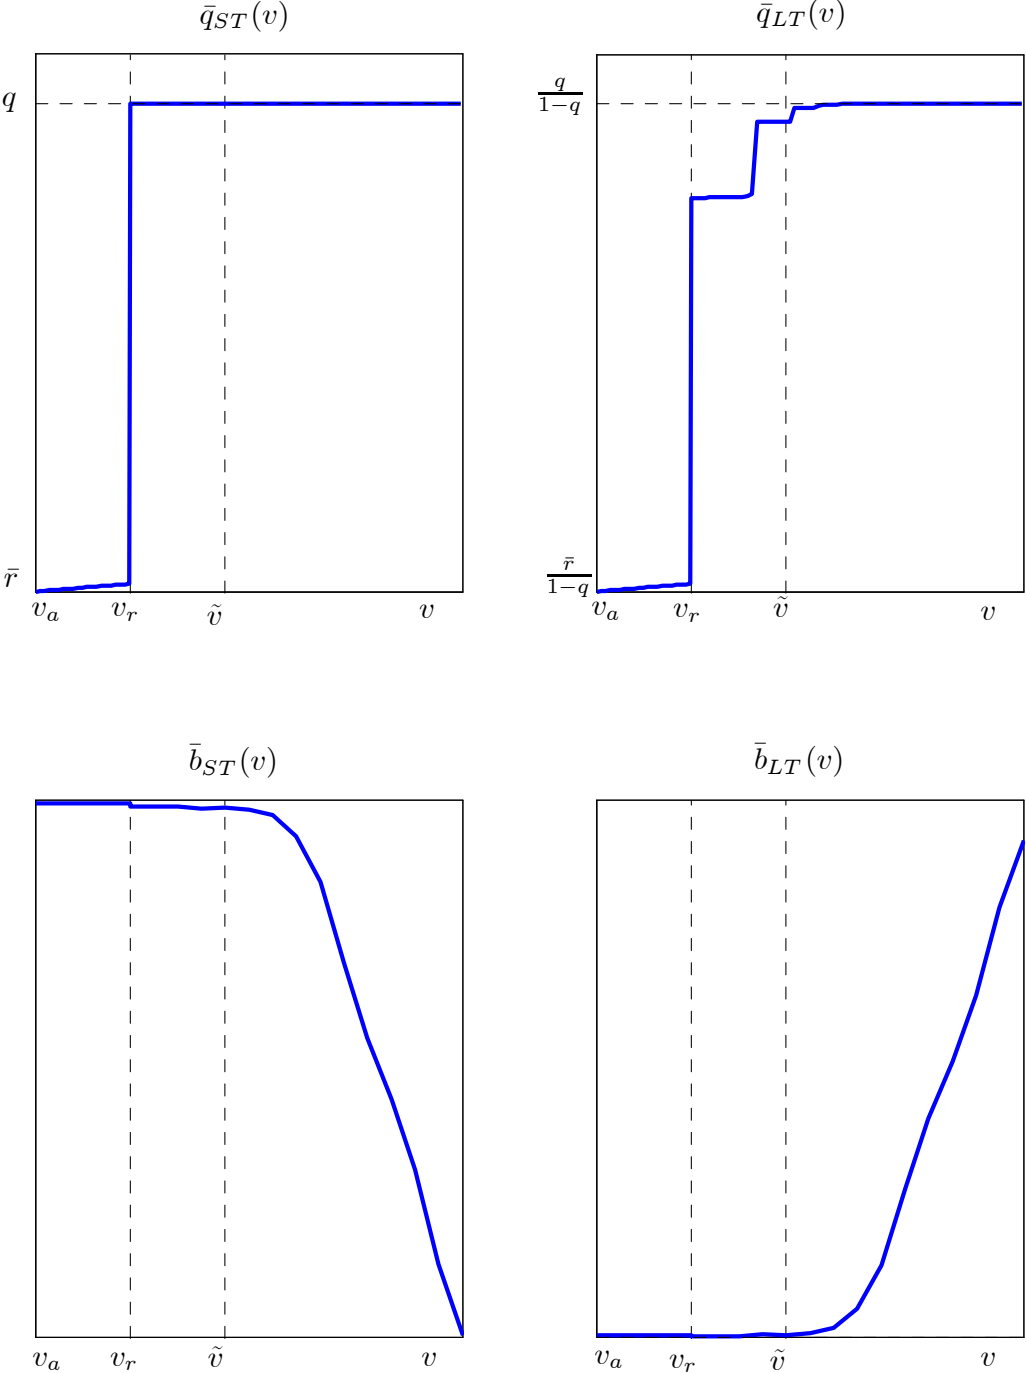 q̄_ST(v)
q
r̄
v_a v_r ṽ v
q̄_LT(v)
q/(1−q)
r̄/(1−q)
v_a v_r ṽ v
b̄_ST(v)
v_a v_r ṽ v
b̄_LT(v)
v_a v_r ṽ v